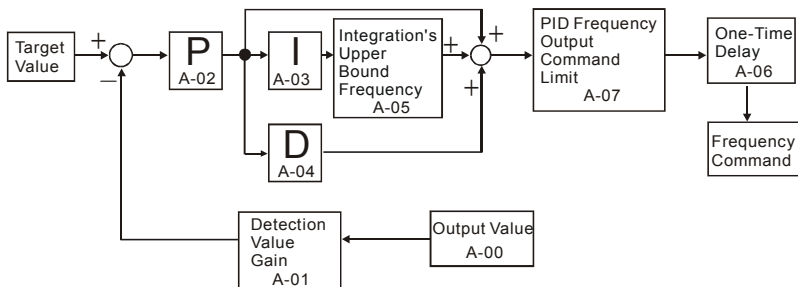 Target
Value
+
−
P
A-02
I
A-03
Integration's
Upper
Bound
Frequency
A-05
D
A-04
+
+
+
PID Frequency
Output
Command
Limit
A-07
One-Time
Delay
A-06
Frequency
Command
Detection
Value
Gain
A-01
Output Value
A-00